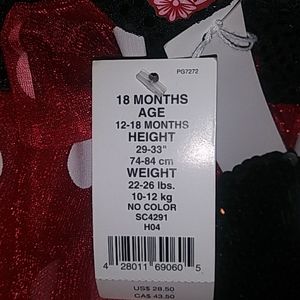 PG7272
18 MONTHS
AGE
12-18 MONTHS
HEIGHT
29-33"
74-84 cm
WEIGHT
22-26 lbs.
10-12 kg
NO COLOR
SC4291
H04
4 28011 69060 5
US$ 28.50
CA$ 43.50